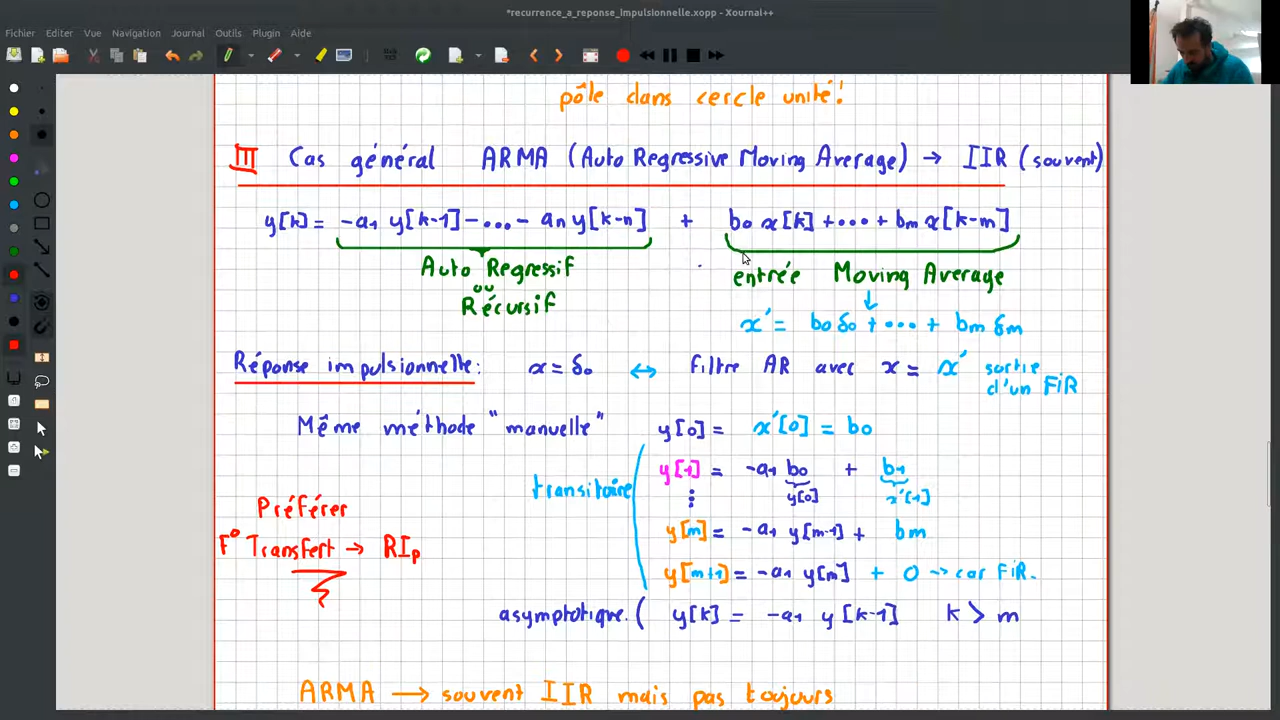 *recurrence_a_reponse_impulsionnelle.xopp - Xournal++
Fichier Editer Vue Navigation Journal Outils Plugin Aide
pôle dans cercle unité!
III Cas général ARMA (Auto Regressive Moving Average) → IIR (souvent)
y[k] = -a1 y[k-1] - ... - an y[k-n] + b0 x[k] + ... + bm x[k-m]
Auto Regressif entrée Moving Average
ou
Récursif
x' = b0 δ0 + ... + bm δm
Réponse impulsionnelle: x = δ0 ↔ Filtre AR avec x = x' sortie
d'un FiR
Même méthode "manuelle" y[0] = x'[0] = b0
transitoire y[1] = -a1 b0 + b1
y[0] x'[1]
Préférer
y[m] = -a1 y[m-1] + bm
F° Transfert → RIp
y[m+1] = -a1 y[m] + 0 → car FiR.
asymptotique. ( y[k] = -a1 y[k-1] k > m
ARMA → souvent IIR mais pas toujours